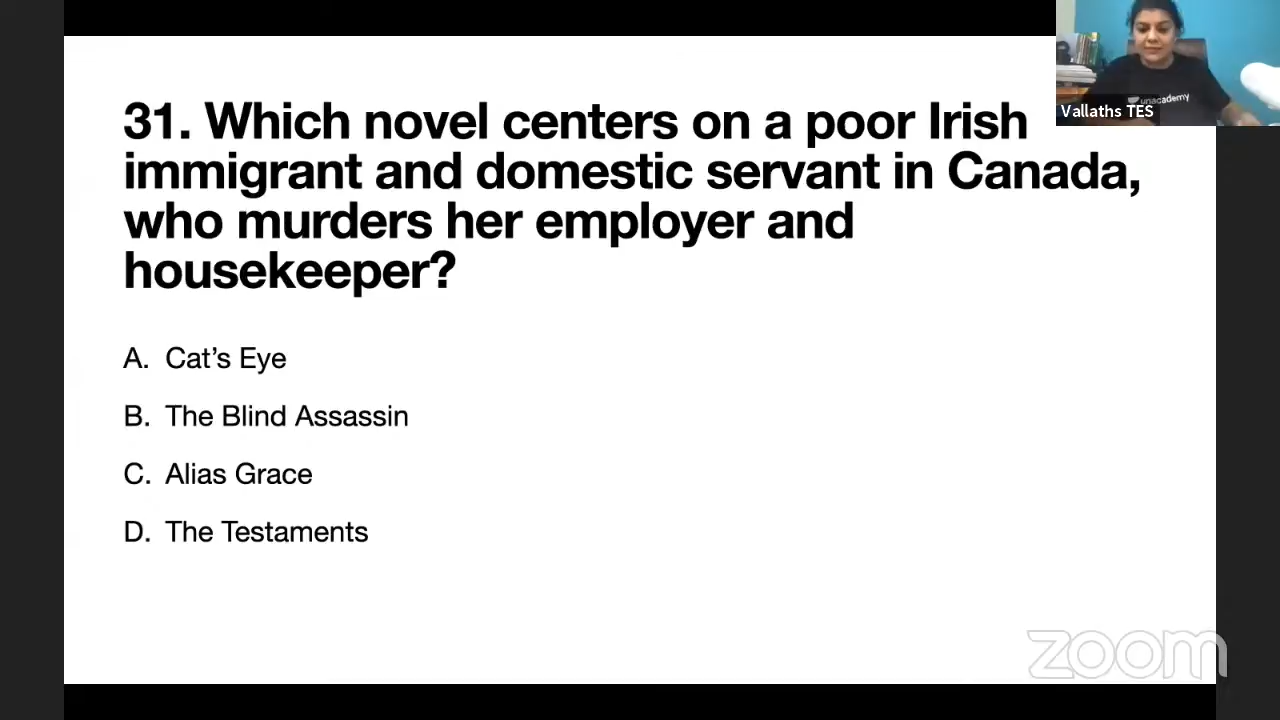 31. Which novel centers on a poor Irish
immigrant and domestic servant in Canada,
who murders her employer and
housekeeper?
A. Cat’s Eye
B. The Blind Assassin
C. Alias Grace
D. The Testaments
unacademy
Vallaths TES
zoom